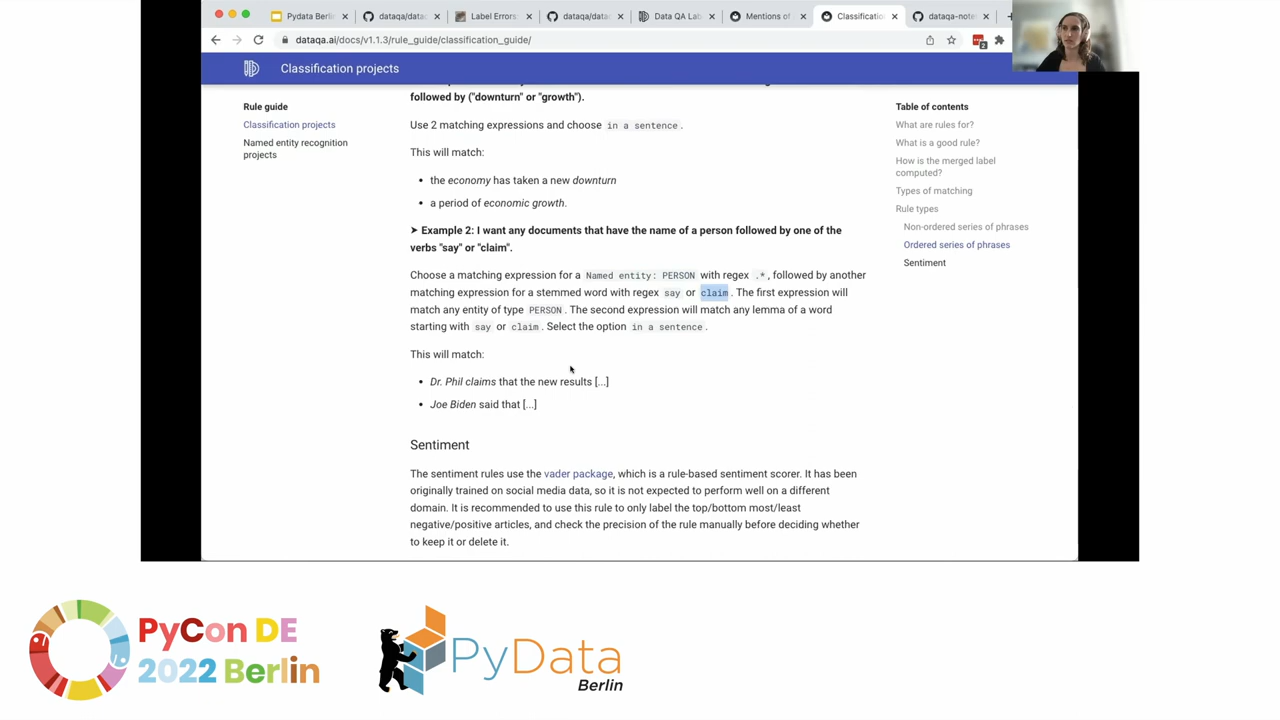 Pydata Berlin
dataqa/datac
Label Errors
dataqa/datac
Data QA Lab
Mentions of
Classification
dataqa-note
dataqa.ai/docs/v1.1.3/rule_guide/classification_guide/
2
Classification projects
Rule guide
Classification projects
Named entity recognition
projects
followed by ("downturn" or "growth").
Use 2 matching expressions and choose in a sentence.
This will match:
• the economy has taken a new downturn
• a period of economic growth.
➤ Example 2: I want any documents that have the name of a person followed by one of the
verbs "say" or "claim".
Choose a matching expression for a Named entity: PERSON with regex .*, followed by another
matching expression for a stemmed word with regex say or claim. The first expression will
match any entity of type PERSON. The second expression will match any lemma of a word
starting with say or claim. Select the option in a sentence.
This will match:
• Dr. Phil claims that the new results [...]
• Joe Biden said that [...]
Sentiment
The sentiment rules use the vader package, which is a rule-based sentiment scorer. It has been
originally trained on social media data, so it is not expected to perform well on a different
domain. It is recommended to use this rule to only label the top/bottom most/least
negative/positive articles, and check the precision of the rule manually before deciding whether
to keep it or delete it.
Table of contents
What are rules for?
What is a good rule?
How is the merged label
computed?
Types of matching
Rule types
Non-ordered series of phrases
Ordered series of phrases
Sentiment
PyCon DE
2022 Berlin
PyData
Berlin